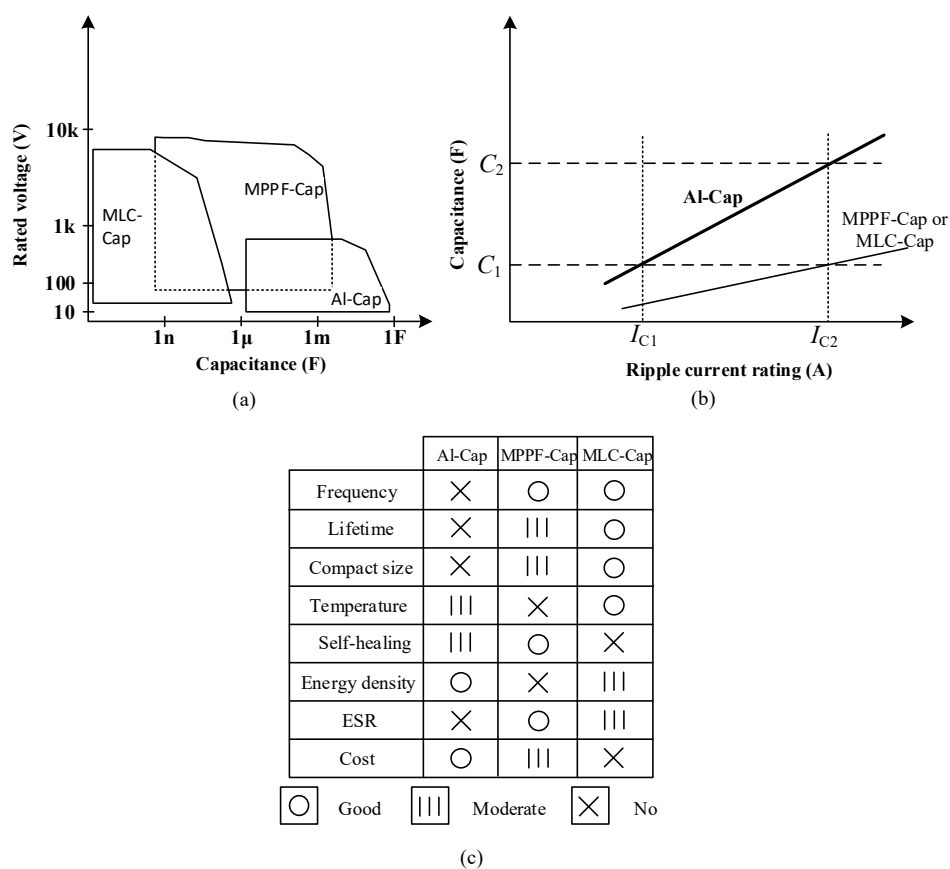 Rated voltage (V)
10k
1k
100
10
MLC-
Cap
MPPF-Cap
Al-Cap
1n
1μ
1m
1F
Capacitance (F)
(a)
Capacitance (F)
C2
C1
Al-Cap
MPPF-Cap or
MLC-Cap
IC1
IC2
Ripple current rating (A)
(b)
Al-Cap MPPF-Cap MLC-Cap
Frequency
Lifetime
Compact size
Temperature
Self-healing
Energy density
ESR
Cost
Good Moderate No
(c)